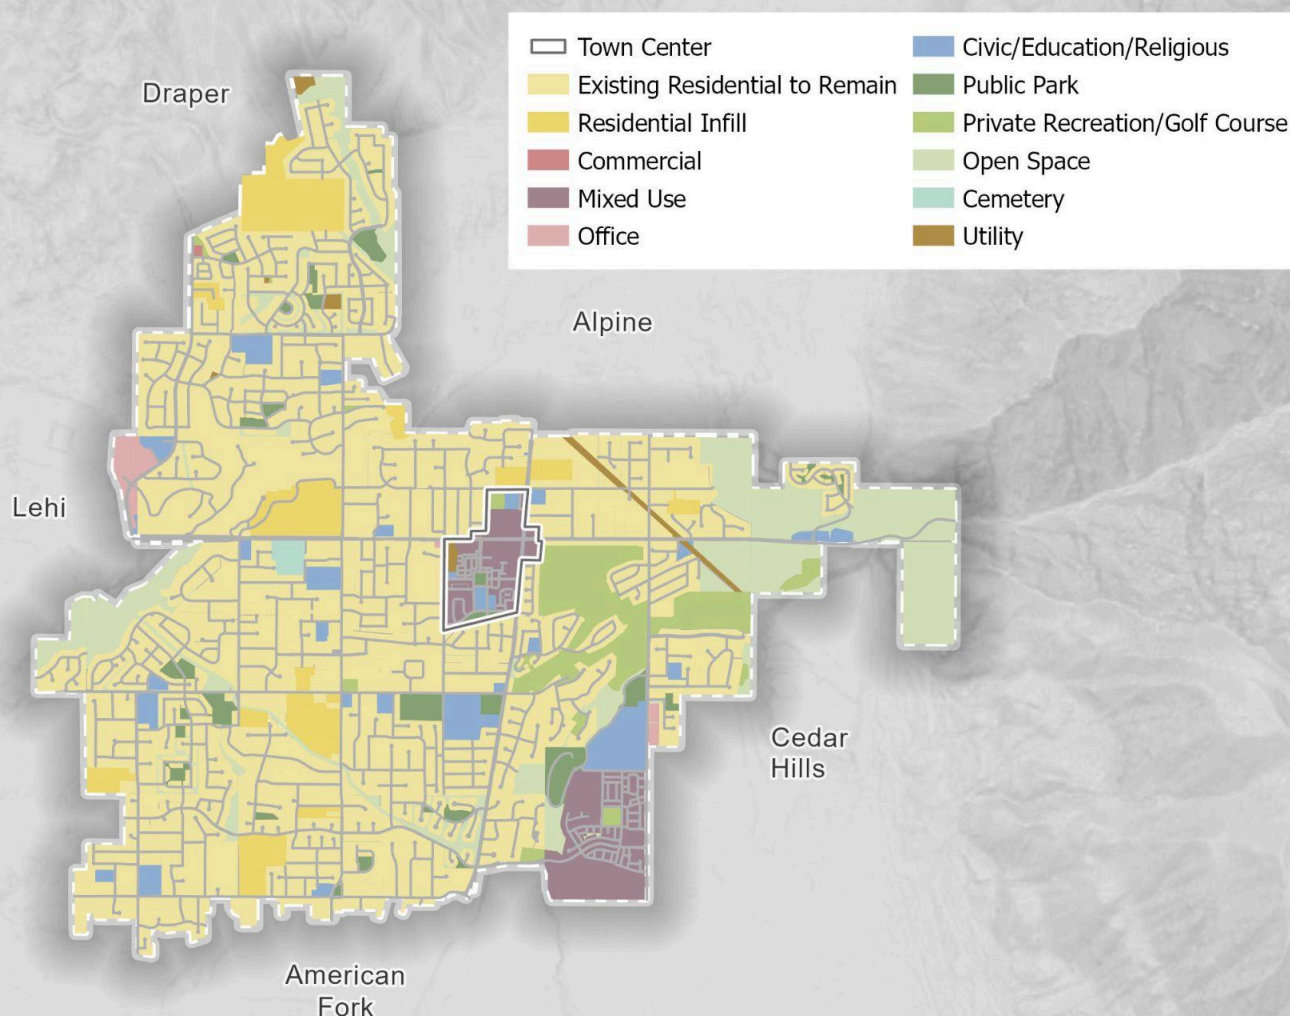 Town Center
Existing Residential to Remain
Residential Infill
Commercial
Mixed Use
Office
Civic/Education/Religious
Public Park
Private Recreation/Golf Course
Open Space
Cemetery
Utility
Draper
Alpine
Lehi
Cedar
Hills
American
Fork